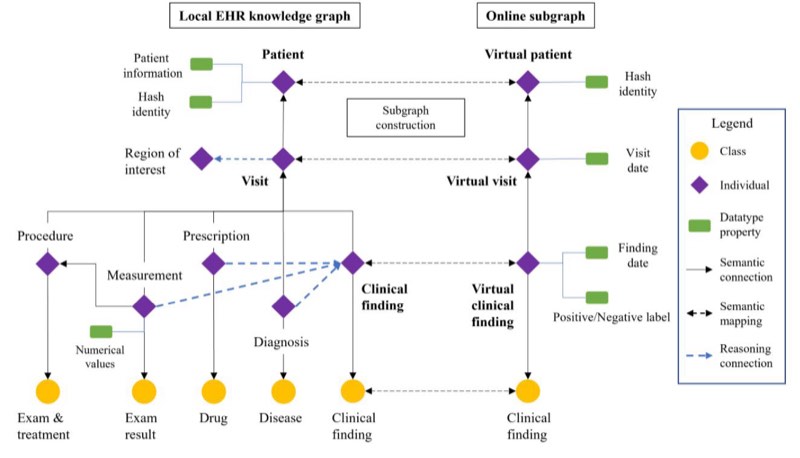 Local EHR knowledge graph
Online subgraph
Patient
information
Patient
Virtual patient
Hash
identity
Hash
identity
Subgraph
construction
Legend
Class
Region of
interest
Visit
Virtual visit
Visit
date
Individual
Datatype
property
Procedure
Prescription
Measurement
Finding
date
Semantic
connection
Clinical
finding
Virtual
clinical
finding
Positive/Negative label
Semantic
mapping
Numerical
values
Diagnosis
Reasoning
connection
Exam &
treatment
Exam
result
Drug
Disease
Clinical
finding
Clinical
finding